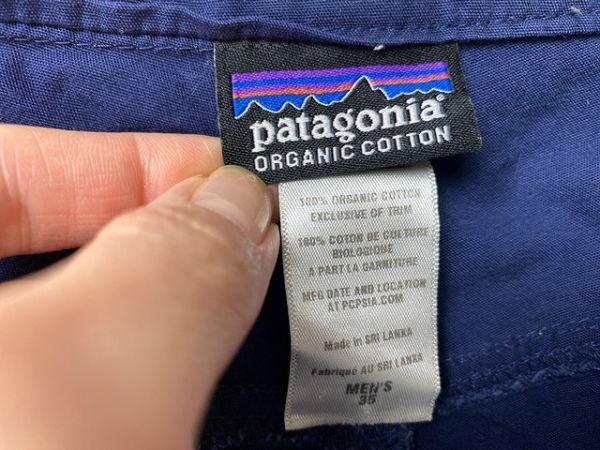 patagonia®
ORGANIC COTTON
100% ORGANIC COTTON
EXCLUSIVE OF TRIM
100% COTON DE CULTURE
BIOLOGIQUE
A PART LA GARNITURE
MFG DATE AND LOCATION
AT PCPSIA.COM
Made in SRI LANKA
Fabriqué AU SRI LANKA
MEN'S
35